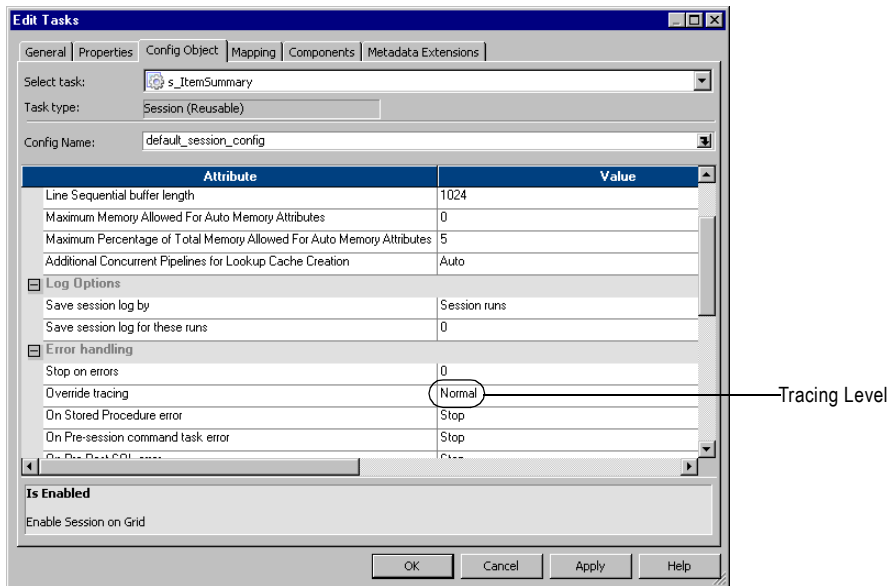 Edit Tasks
General Properties Config Object Mapping Components Metadata Extensions
Select task: s_ItemSummary
Task type: Session (Reusable)
Config Name: default_session_config
Attribute Value
Line Sequential buffer length 1024
Maximum Memory Allowed For Auto Memory Attributes 0
Maximum Percentage of Total Memory Allowed For Auto Memory Attributes 5
Additional Concurrent Pipelines for Lookup Cache Creation Auto
Log Options
Save session log by Session runs
Save session log for these runs 0
Error handling
Stop on errors 0
Override tracing Normal Tracing Level
On Stored Procedure error Stop
On Pre-session command task error Stop
Is Enabled
Enable Session on Grid
OK Cancel Apply Help